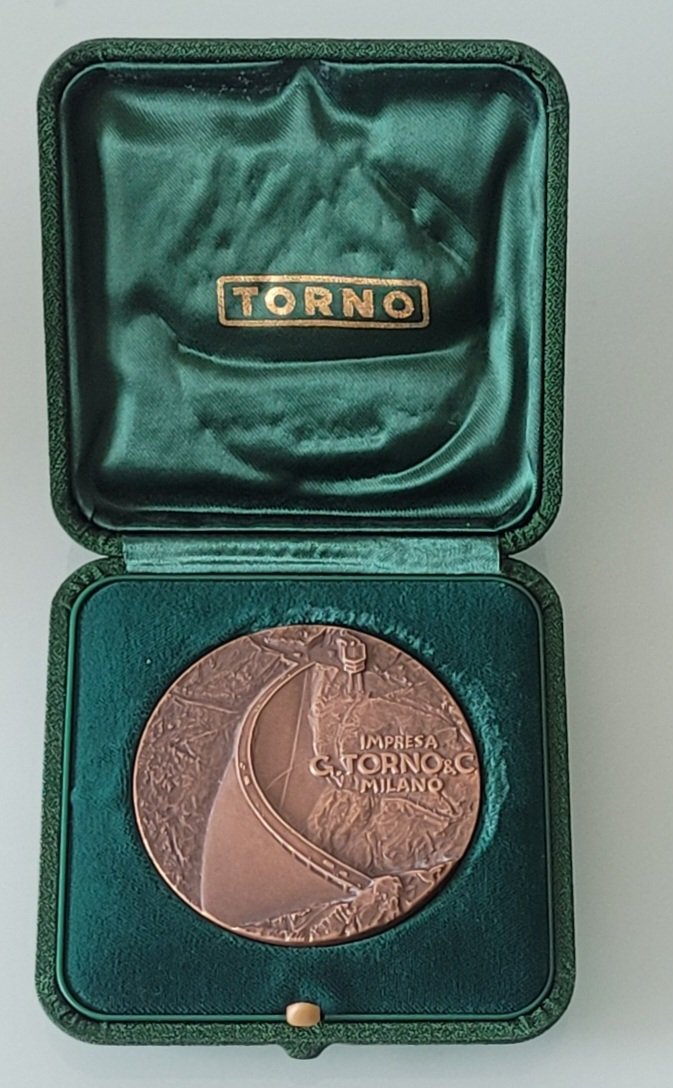 TORNO
IMPRESA
G. TORNO & C.
MILANO